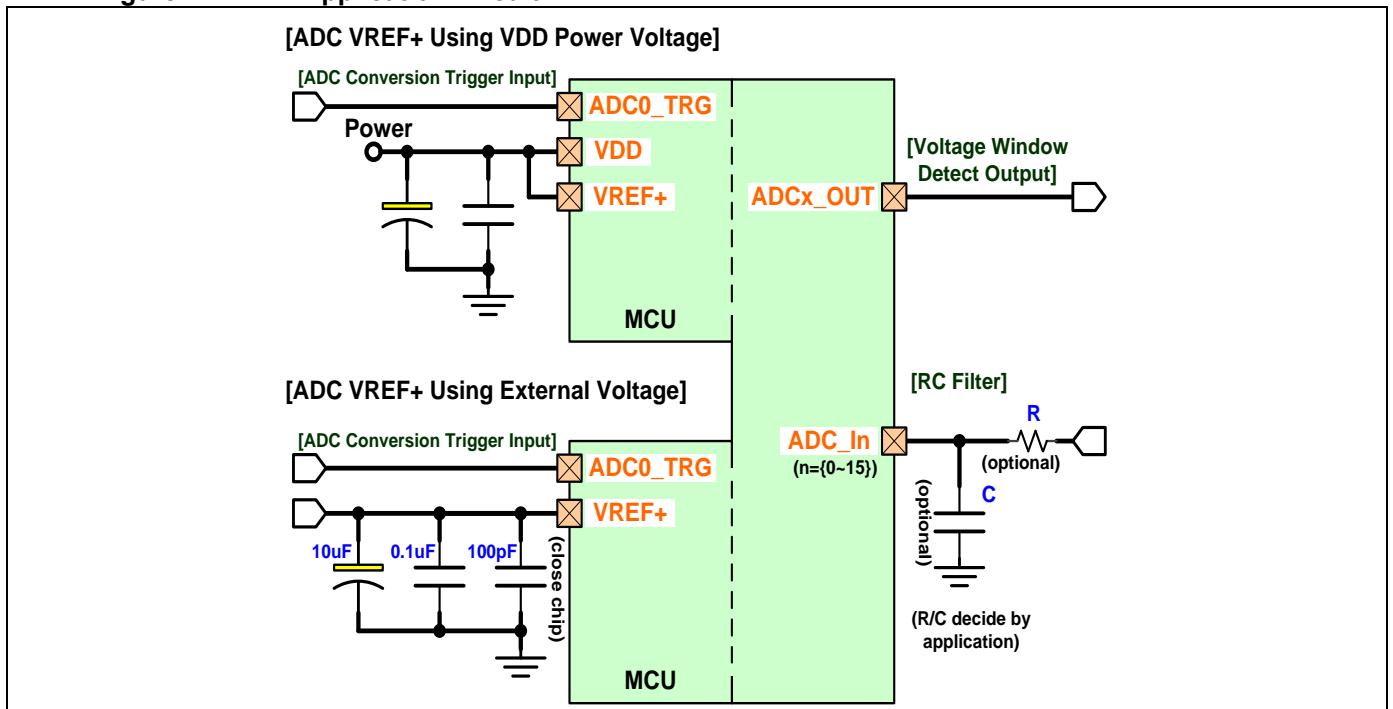 [ADC VREF+ Using VDD Power Voltage]
[ADC Conversion Trigger Input]
ADC0_TRG
Power
VDD
VREF+
MCU
ADCx_OUT
[Voltage Window
Detect Output]
[ADC VREF+ Using External Voltage]
[ADC Conversion Trigger Input]
ADC0_TRG
VREF+
10uF
0.1uF
100pF
(close chip)
MCU
[RC Filter]
ADC_In
(n={0~15})
R
(optional)
C
(optional)
(R/C decide by
application)